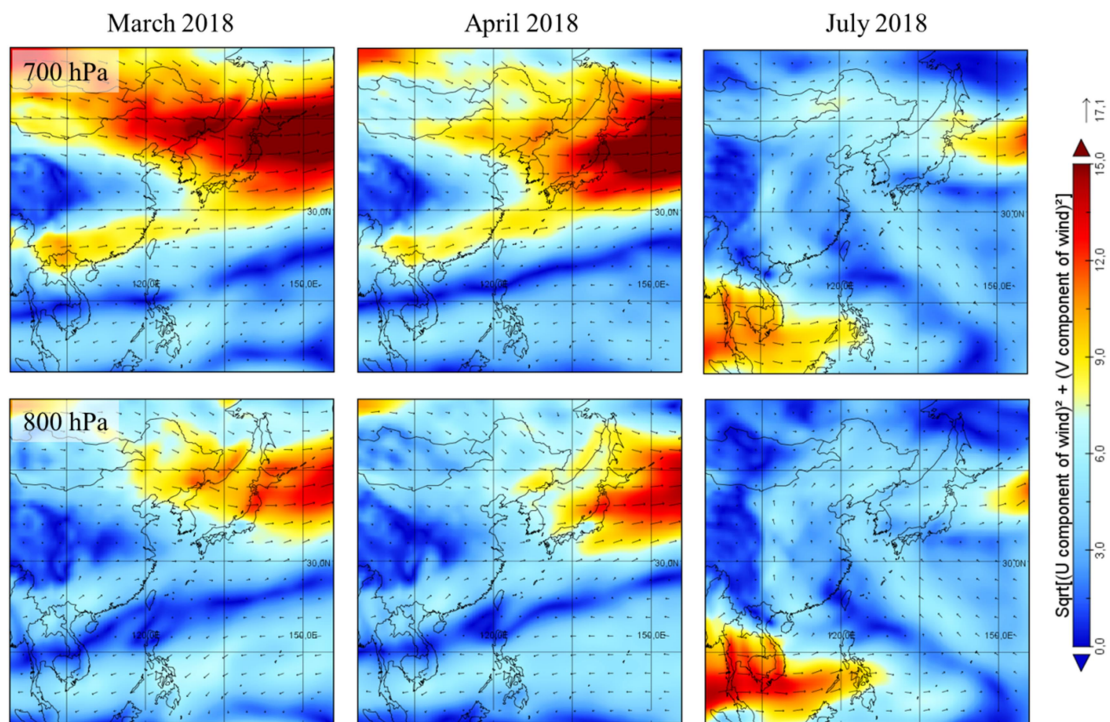 March 2018
April 2018
July 2018
700 hPa
30.0N
120.0E
150.0E
30.0N
120.0E
150.0E
30.0N
120.0E
150.0E
800 hPa
30.0N
120.0E
150.0E
30.0N
120.0E
150.0E
30.0N
120.0E
150.0E
17.1
15.0
12.0
9.0
6.0
3.0
0.0
Sqrt[(U component of wind)² + (V component of wind)²]